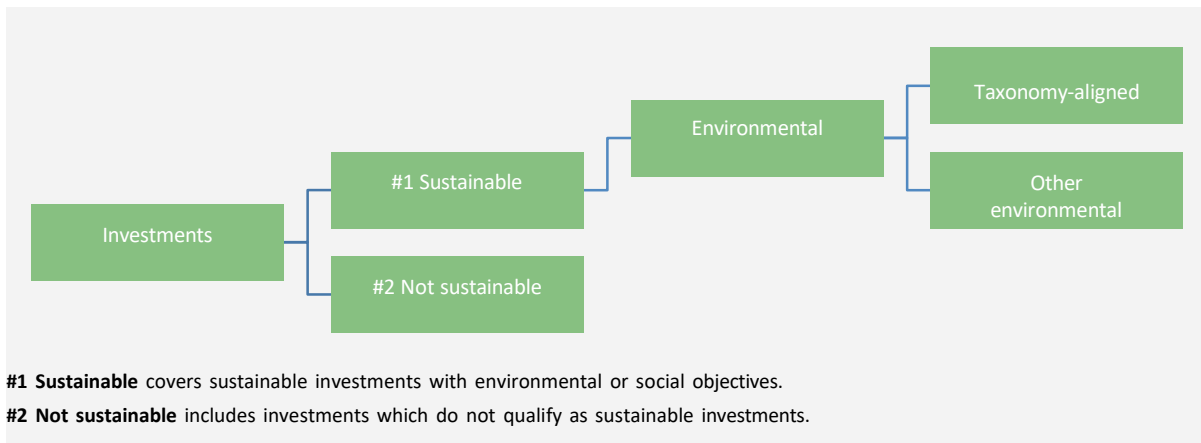 Taxonomy-aligned
Environmental
#1 Sustainable
Other
environmental
Investments
#2 Not sustainable
#1 Sustainable covers sustainable investments with environmental or social objectives.
#2 Not sustainable includes investments which do not qualify as sustainable investments.